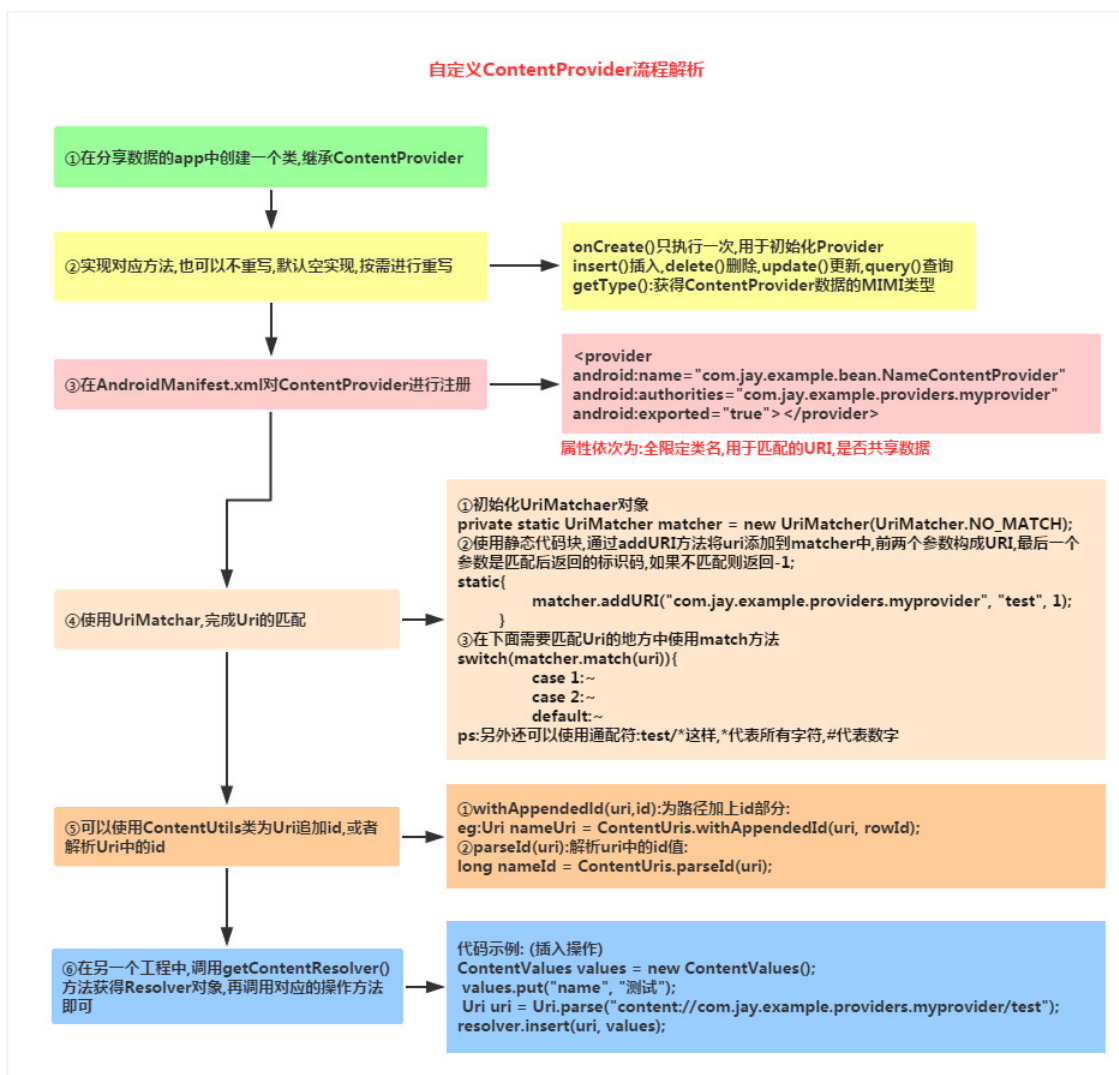 自定义ContentProvider流程解析
①在分享数据的app中创建一个类,继承ContentProvider
②实现对应方法,也可以不重写,默认空实现,按需进行重写
onCreate()只执行一次,用于初始化Provider
insert()插入,delete()删除,update()更新,query()查询
getType():获得ContentProvider数据的MIMI类型
③在AndroidManifest.xml对ContentProvider进行注册
<provider
android:name="com.jay.example.bean.NameContentProvider"
android:authorities="com.jay.example.providers.myprovider"
android:exported="true"></provider>
属性依次为:全限定类名,用于匹配的URI,是否共享数据
④使用UriMatchar,完成Uri的匹配
①初始化UriMatchaer对象
private static UriMatcher matcher = new UriMatcher(UriMatcher.NO_MATCH);
②使用静态代码块,通过addURI方法将uri添加到matcher中,前两个参数构成URI,最后一个
参数是匹配后返回的标识码,如果不匹配则返回-1;
static{
matcher.addURI("com.jay.example.providers.myprovider", "test", 1);
}
③在下面需要匹配Uri的地方中使用match方法
switch(matcher.match(uri)){
case 1:~
case 2:~
default:~
ps:另外还可以使用通配符:test/*这样,*代表所有字符,#代表数字
⑤可以使用ContentUtils类为Uri追加id,或者
解析Uri中的id
①withAppendedId(uri,id):为路径加上id部分:
eg:Uri nameUri = ContentUris.withAppendedId(uri, rowId);
②parseId(uri):解析uri中的id值:
long nameId = ContentUris.parseId(uri);
⑥在另一个工程中,调用getContentResolver()
方法获得Resolver对象,再调用对应的操作方法
即可
代码示例: (插入操作)
ContentValues values = new ContentValues();
values.put("name", "测试");
Uri uri = Uri.parse("content://com.jay.example.providers.myprovider/test");
resolver.insert(uri, values);